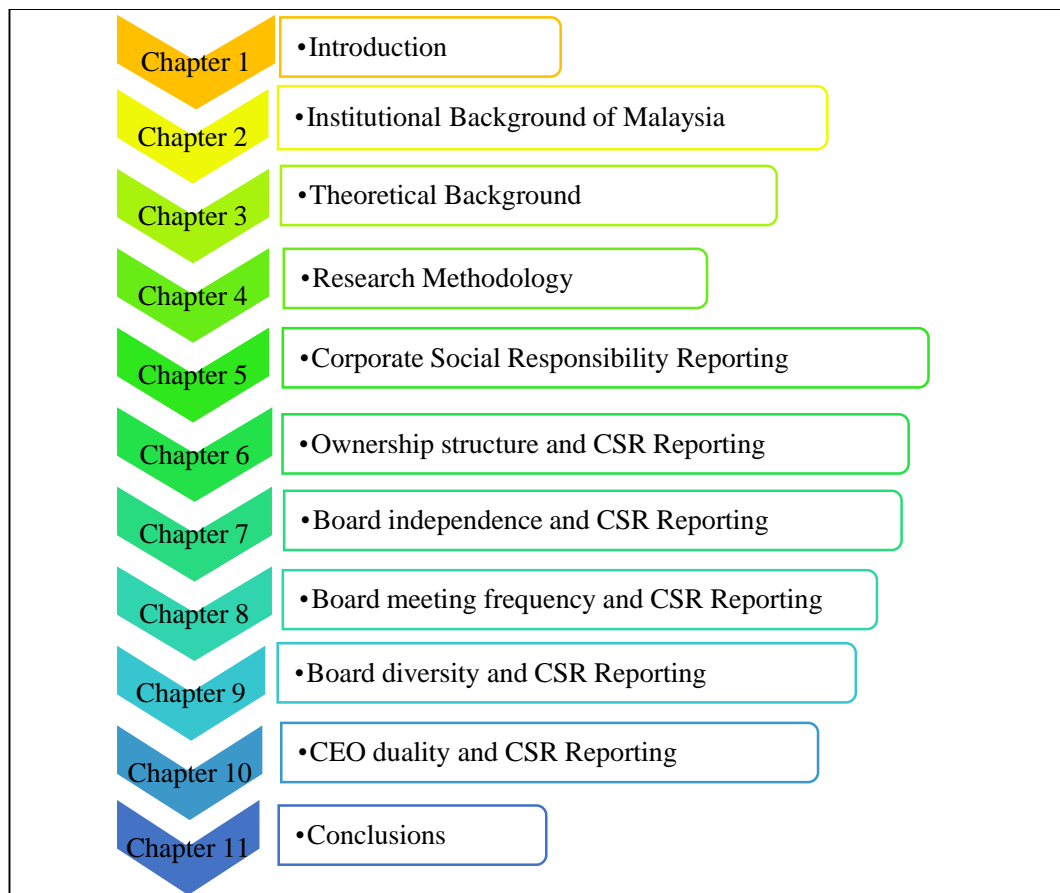 Chapter 1
•Introduction
Chapter 2
•Institutional Background of Malaysia
Chapter 3
•Theoretical Background
Chapter 4
•Research Methodology
Chapter 5
•Corporate Social Responsibility Reporting
Chapter 6
•Ownership structure and CSR Reporting
Chapter 7
•Board independence and CSR Reporting
Chapter 8
•Board meeting frequency and CSR Reporting
Chapter 9
•Board diversity and CSR Reporting
Chapter 10
•CEO duality and CSR Reporting
Chapter 11
•Conclusions